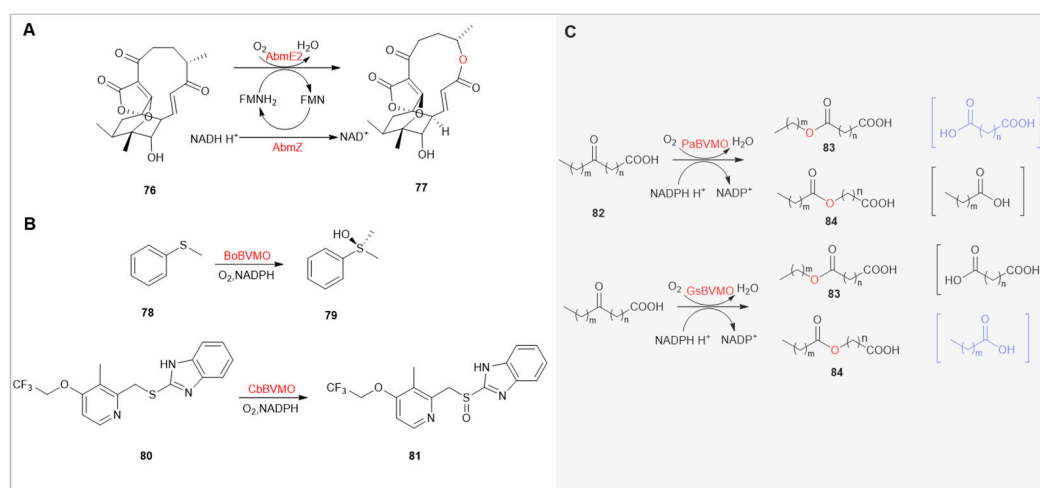 A
O₂ H₂O
AbmE2
FMNH₂ FMN
NADH H⁺ NAD⁺
AbmZ
O
O
O
O
O
OH
76
O
O
O
O
O
O
H
OH
77
B
S
78
BoBVMO
O₂,NADPH
HO
S
79
CF₃ O
N
S
NH
N
80
CbBVMO
O₂,NADPH
CF₃ O
N
S
O
NH
N
81
C
O
COOH
m n
82
O₂ PaBVMO H₂O
NADPH H⁺ NADP⁺
m O O n COOH
83
O HO n COOH
O m O n COOH
84
O m OH
O
COOH
m n
O₂ GsBVMO H₂O
NADPH H⁺ NADP⁺
m O O n COOH
83
O HO n COOH
O m O n COOH
84
O m OH